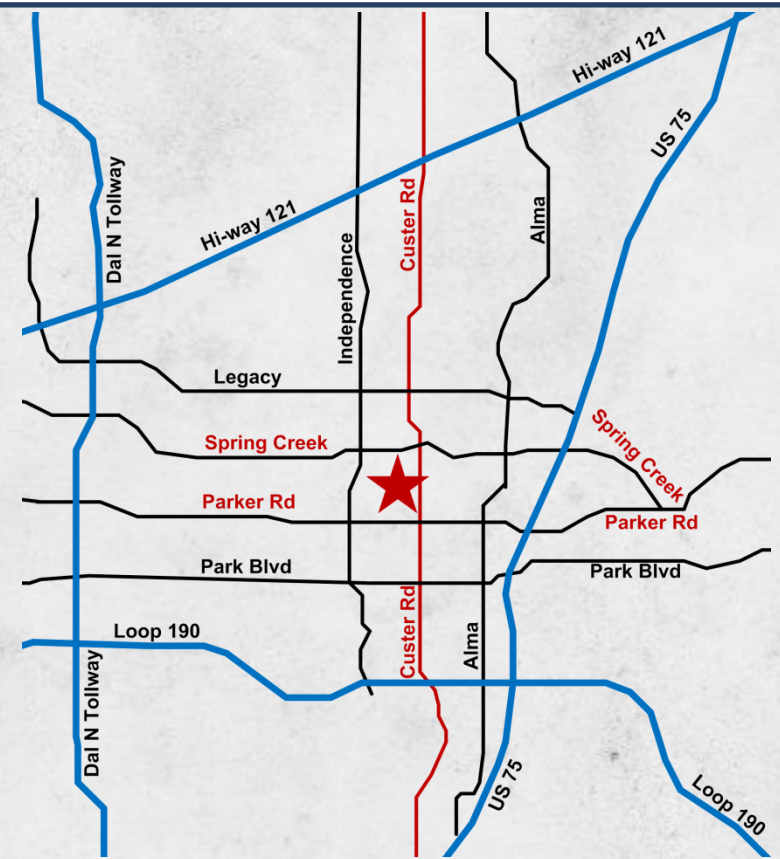 Hi-way 121
US 75
Dal N Tollway
Custer Rd
Alma
Hi-way 121
Independence
Legacy
Spring Creek
Spring Creek
Parker Rd
Parker Rd
Park Blvd
Park Blvd
Custer Rd
Loop 190
Alma
Dal N Tollway
US 75
Loop 190